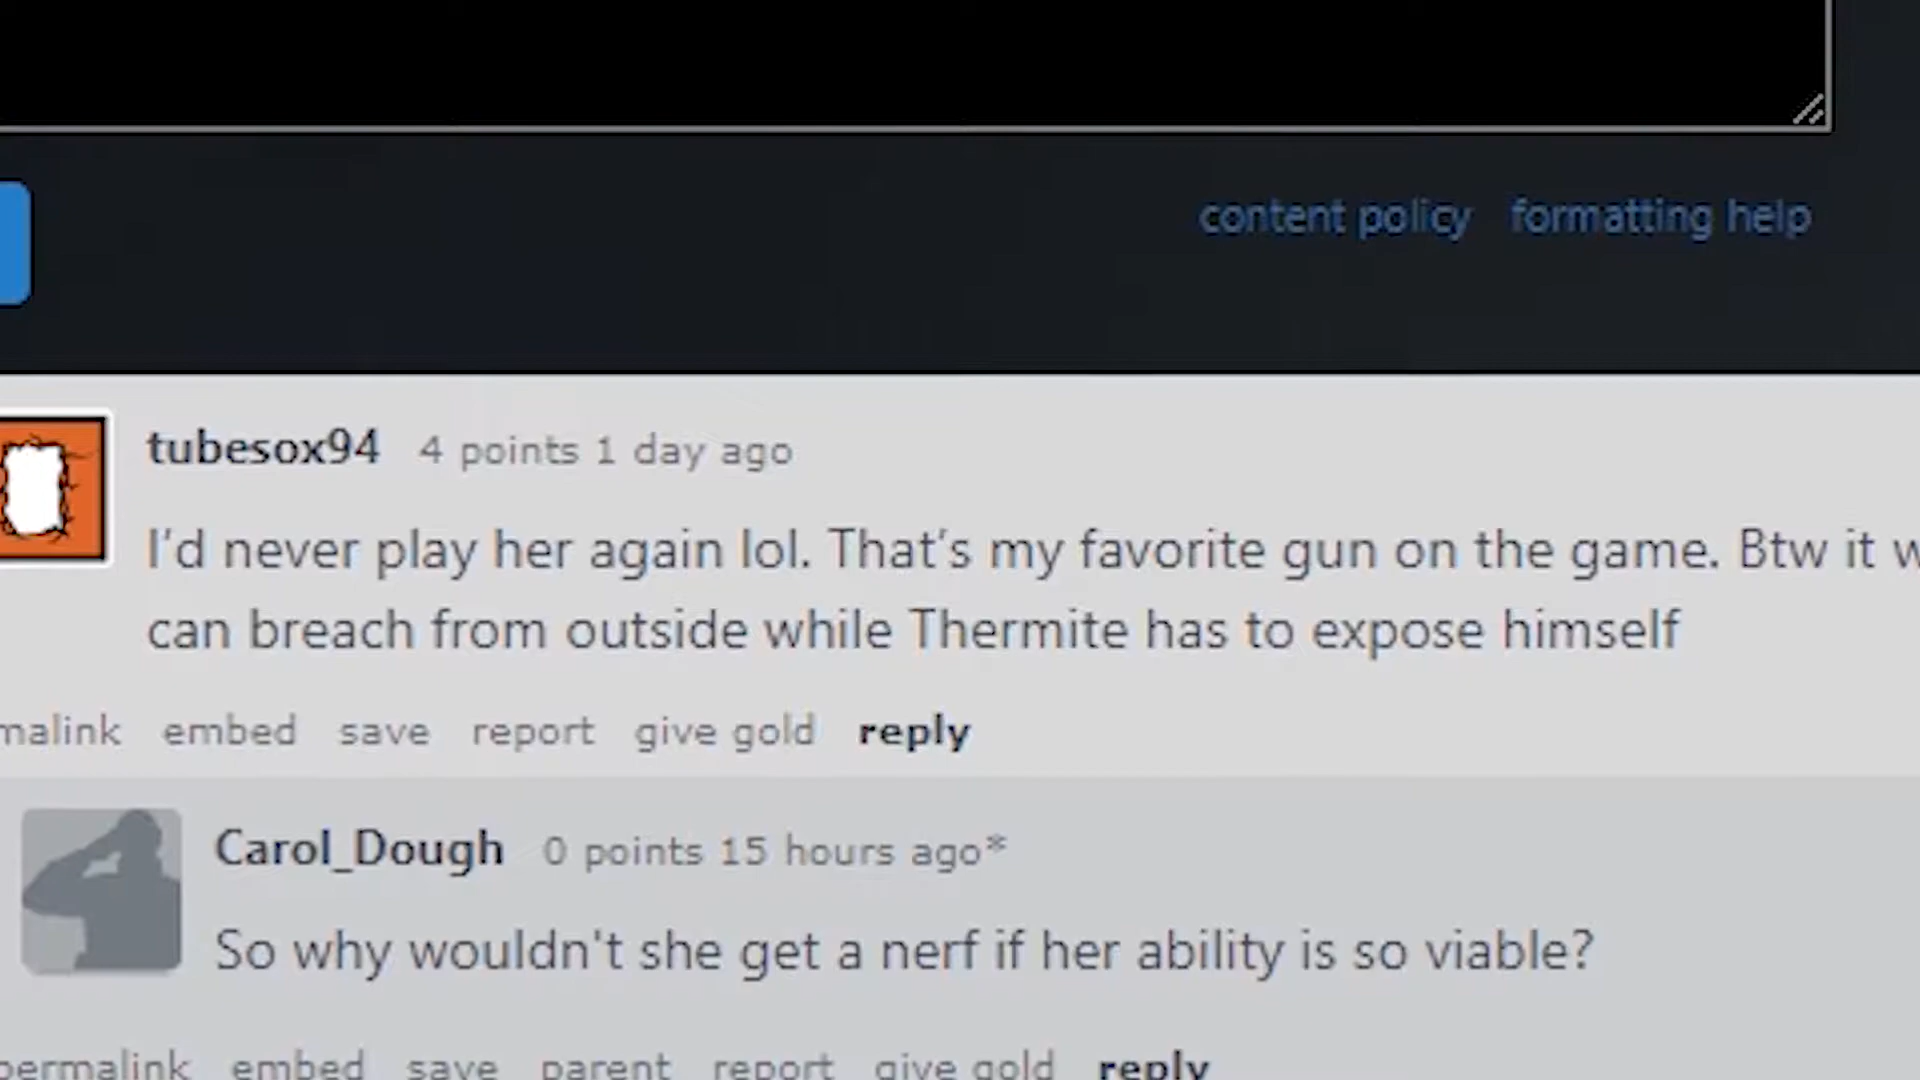 content policy formatting help
tubesox94 4 points 1 day ago
I'd never play her again lol. That's my favorite gun on the game. Btw it
can breach from outside while Thermite has to expose himself
embed save report give gold reply
Carol_Dough 0 points 15 hours ago*
So why wouldn't she get a nerf if her ability is so viable?
permalink embed save parent report give gold reply